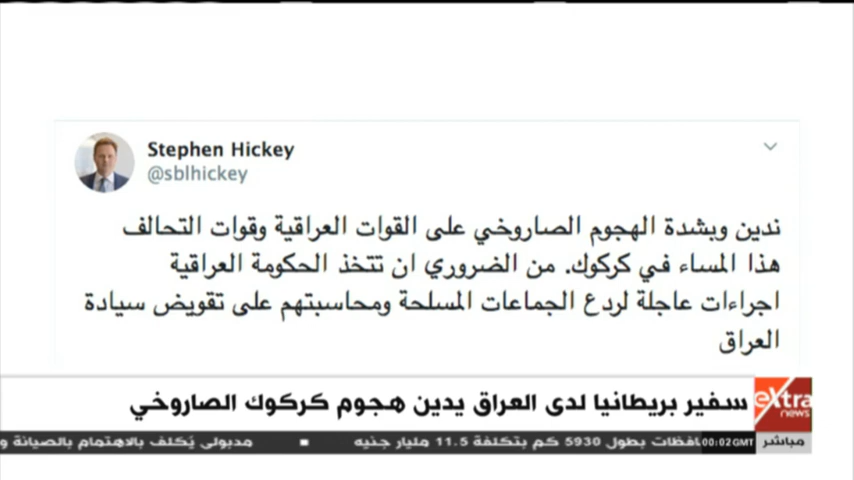 Stephen Hickey
@sblhickey
ندين وبشدة الهجوم الصاروخي على القوات العراقية وقوات التحالف
هذا المساء في كركوك. من الضروري ان تتخذ الحكومة العراقية
اجراءات عاجلة لردع الجماعات المسلحة ومحاسبتهم على تقويض سيادة
العراق
سفير بريطانيا لدى العراق يدين هجوم كركوك الصاروخي
eXtra
news
مباشر
00:02GMT
افظات بطول 5930 كم بتكلفة 11.5 مليار جنيه ■ مدبولى يُكلف بالاهتمام بالصيانة و